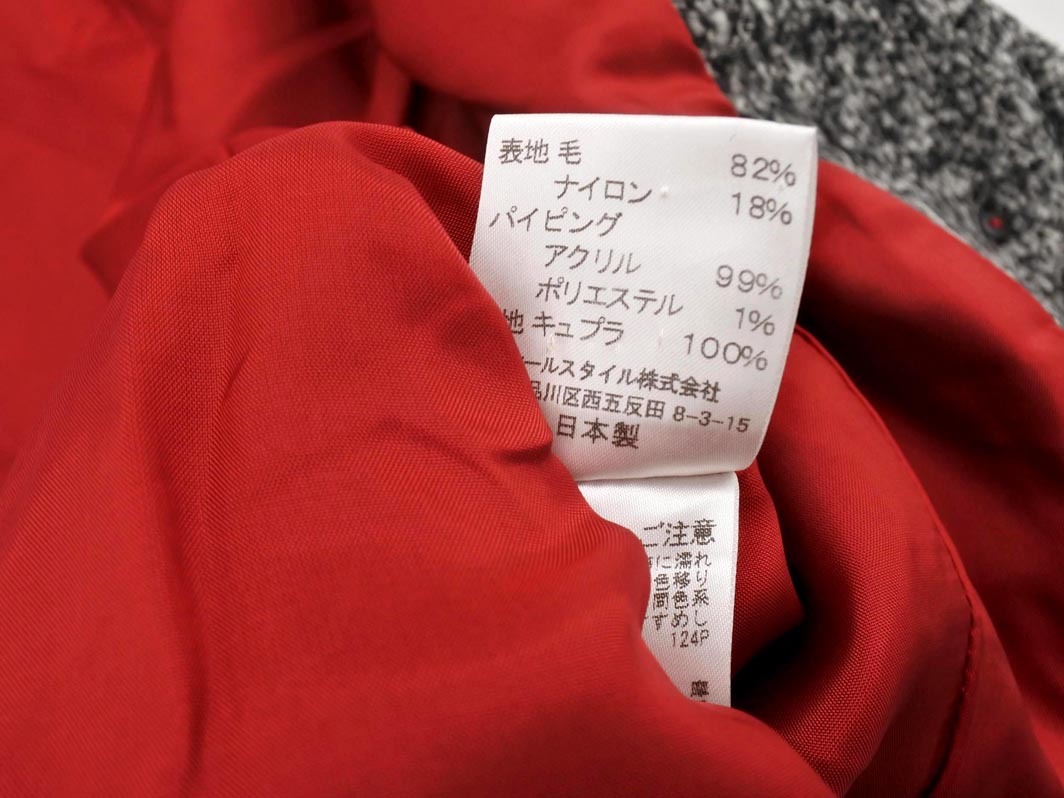 表地 毛 82%
ナイロン 18%
パイピング
アクリル 99%
ポリエステル 1%
地 キュプラ 100%
ールスタイル株式会社
品川区西五反田 8-3-15
日本製
ご注意
に濡れ
色移り
間色系
すめし
124P